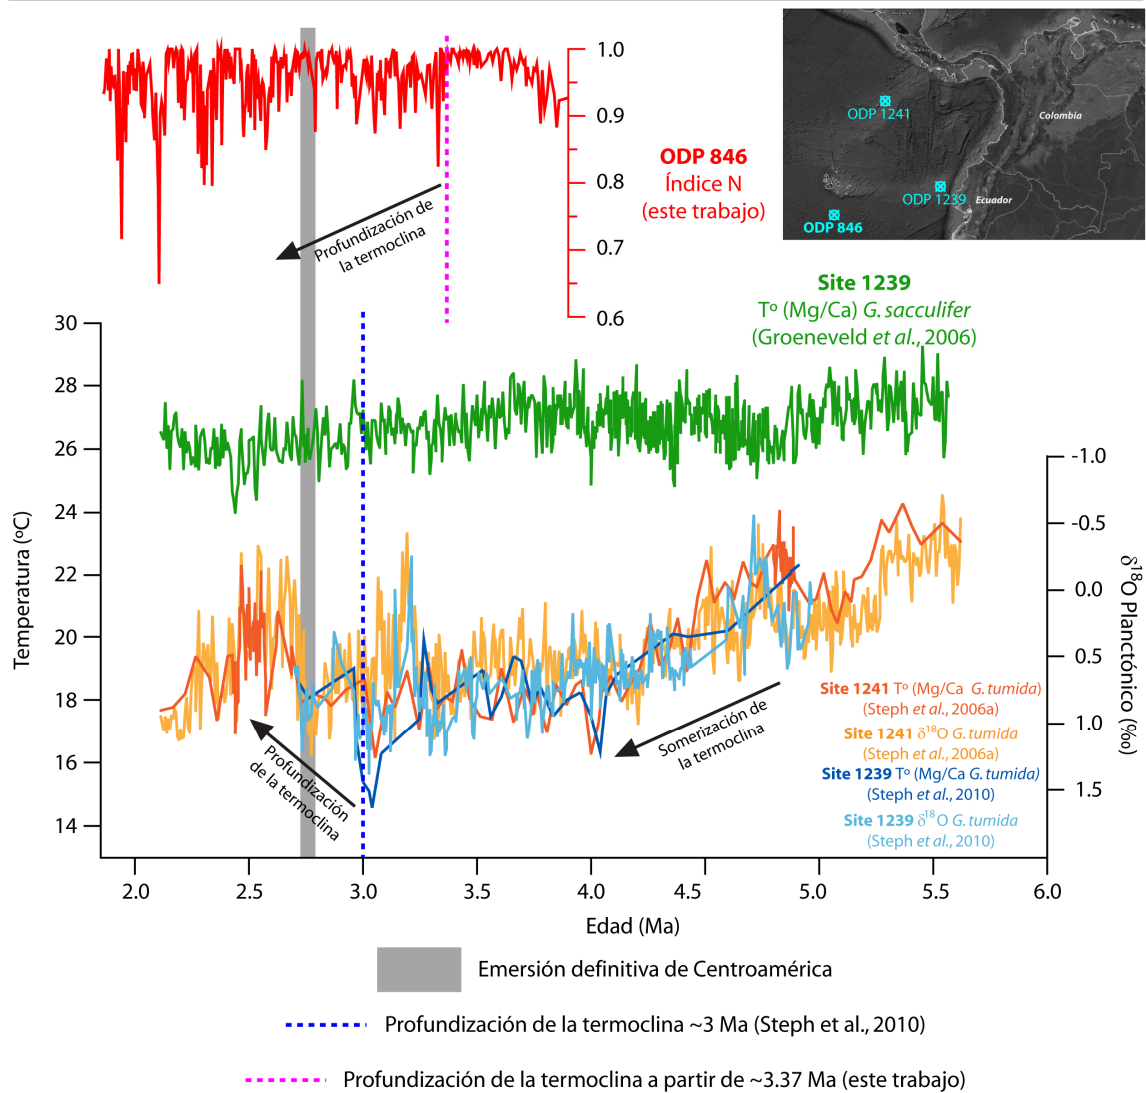 1.0
0.9
0.8
0.7
0.6
ODP 846
Índice N
(este trabajo)
Profundización de
la termoclina
ODP 1241
Colombia
ODP 1239
Ecuador
ODP 846
Site 1239
Tº (Mg/Ca) G. sacculifer
(Groeneveld et al., 2006)
30
28
26
24
22
20
18
16
14
Temperatura (ºC)
-1.0
-0.5
0.0
0.5
1.0
1.5
δ18O Planctónico (‰)
Profundización
de la termoclina
Somerización de
la termoclina
Site 1241 Tº (Mg/Ca G. tumida)
(Steph et al., 2006a)
Site 1241 δ18O G. tumida
(Steph et al., 2006a)
Site 1239 Tº (Mg/Ca G. tumida)
(Steph et al., 2010)
Site 1239 δ18O G. tumida
(Steph et al., 2010)
2.0 2.5 3.0 3.5 4.0 4.5 5.0 5.5 6.0
Edad (Ma)
Emersión definitiva de Centroamérica
Profundización de la termoclina ~3 Ma (Steph et al., 2010)
Profundización de la termoclina a partir de ~3.37 Ma (este trabajo)